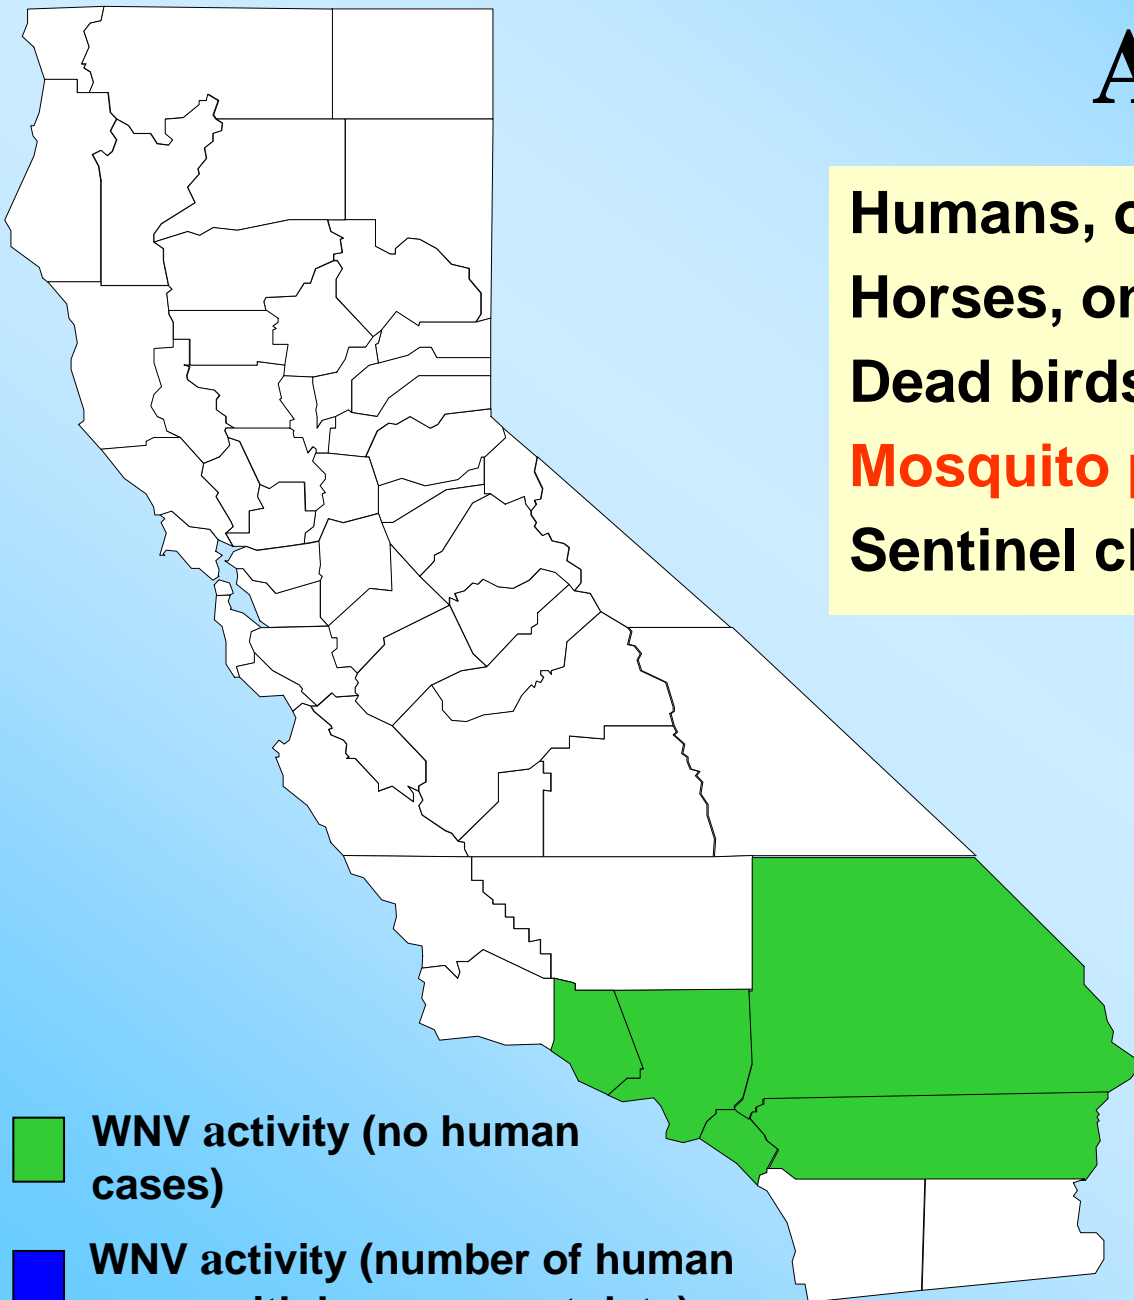 A
Humans, 
Horses, 
Dead birds
Mosquito
Sentinel
WNV activity (no human
cases)
WNV activity (number of human